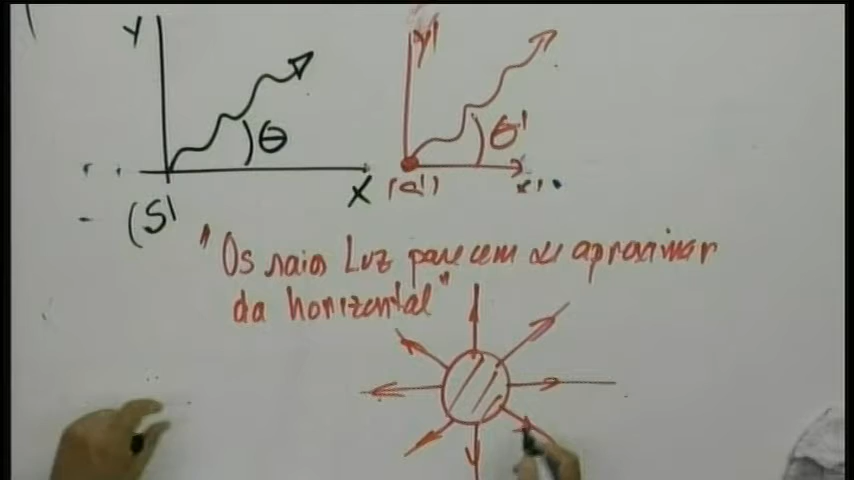 Y y'
θ θ'
X
(S)
"Os raios Luz parecem se aproximar
da horizontal"